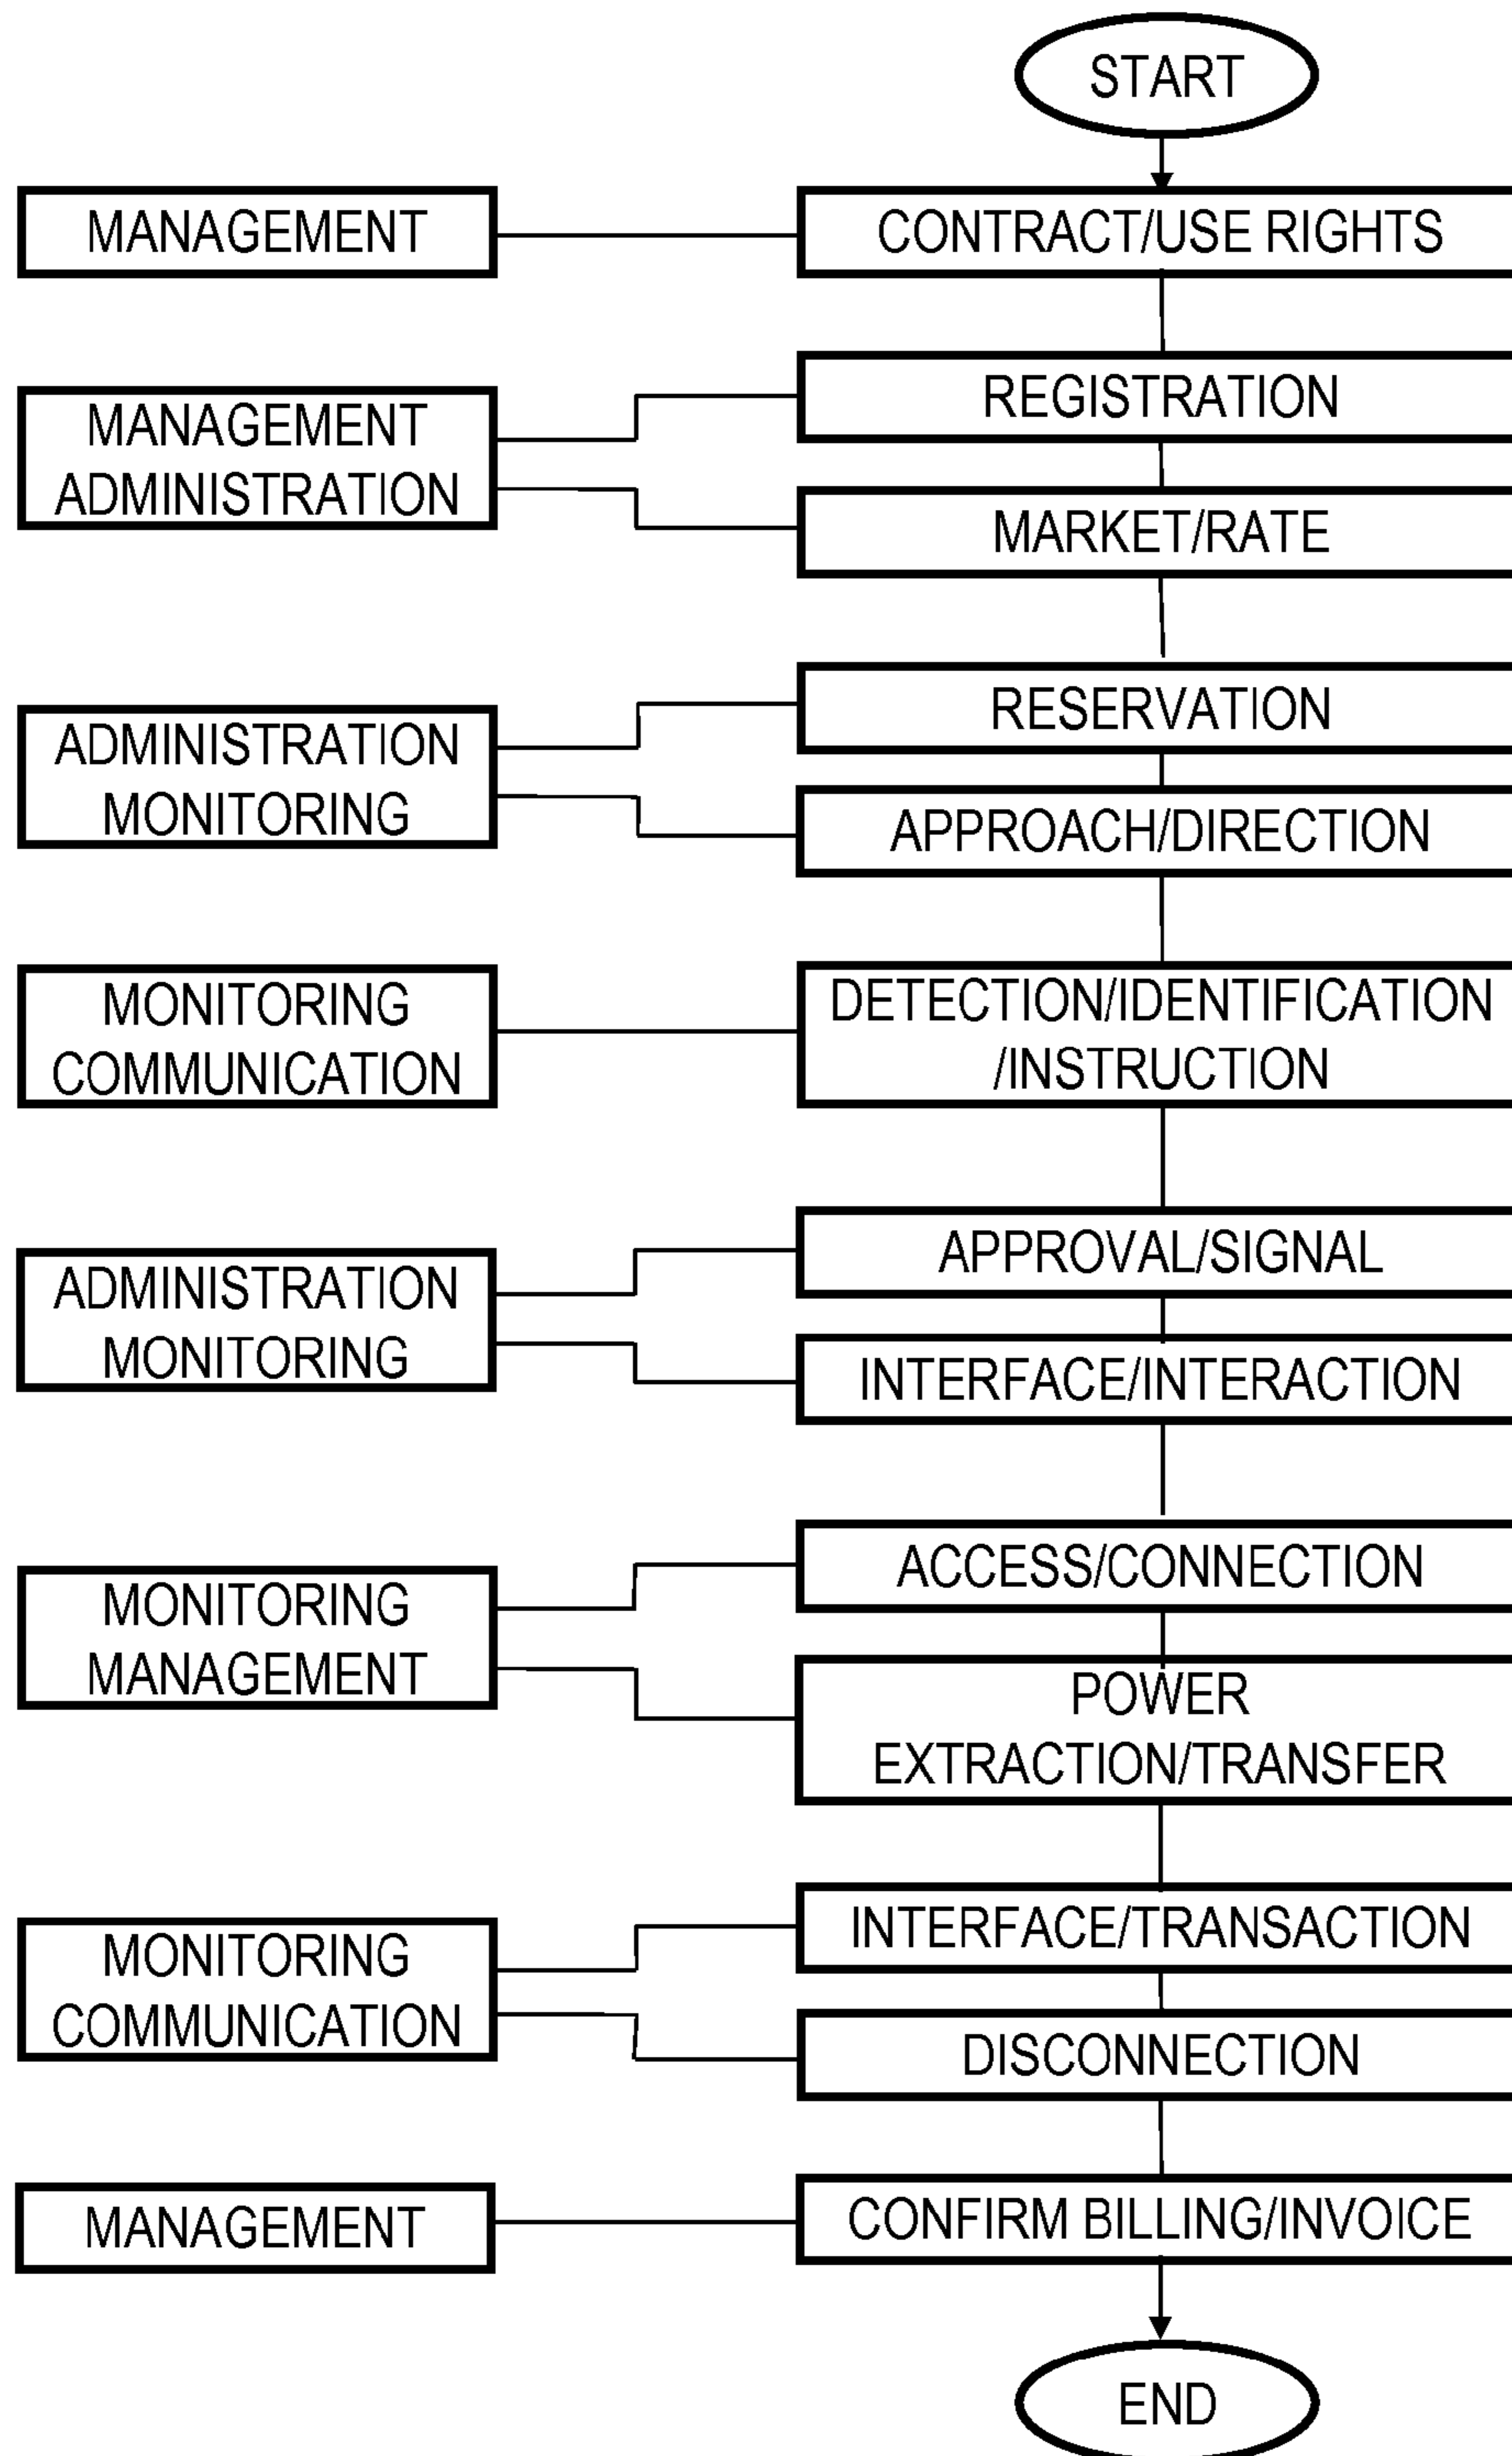 START
MANAGEMENT
CONTRACT/USE RIGHTS
MANAGEMENT
ADMINISTRATION
REGISTRATION
MARKET/RATE
ADMINISTRATION
MONITORING
RESERVATION
APPROACH/DIRECTION
MONITORING
COMMUNICATION
DETECTION/IDENTIFICATION
/INSTRUCTION
ADMINISTRATION
MONITORING
APPROVAL/SIGNAL
INTERFACE/INTERACTION
MONITORING
MANAGEMENT
ACCESS/CONNECTION
POWER
EXTRACTION/TRANSFER
MONITORING
COMMUNICATION
INTERFACE/TRANSACTION
DISCONNECTION
MANAGEMENT
CONFIRM BILLING/INVOICE
END